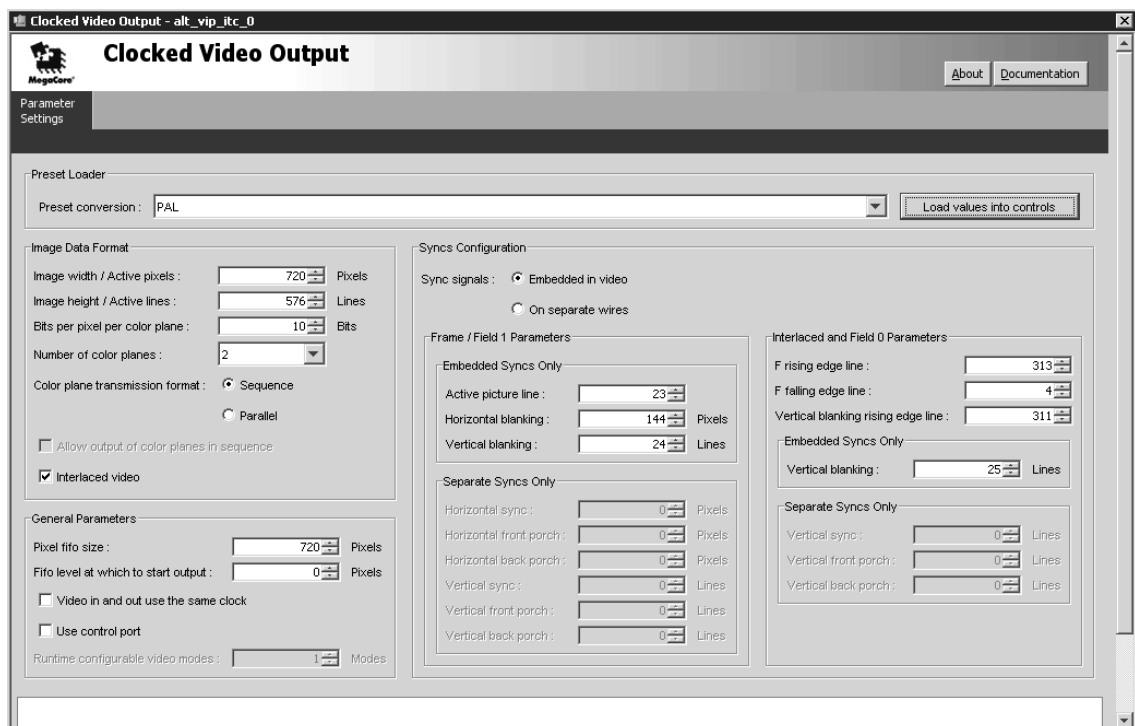 Clocked Video Output - alt_vip_itc_0
MegaCore®
Clocked Video Output
About
Documentation
Parameter
Settings
Preset Loader
Preset conversion : PAL
Load values into controls
Image Data Format
Image width / Active pixels : 720 Pixels
Image height / Active lines : 576 Lines
Bits per pixel per color plane : 10 Bits
Number of color planes : 2
Color plane transmission format : Sequence
Parallel
Allow output of color planes in sequence
Interlaced video
General Parameters
Pixel fifo size : 720 Pixels
Fifo level at which to start output : 0 Pixels
Video in and out use the same clock
Use control port
Runtime configurable video modes : 1 Modes
Syncs Configuration
Sync signals : Embedded in video
On separate wires
Frame / Field 1 Parameters
Embedded Syncs Only
Active picture line : 23
Horizontal blanking : 144 Pixels
Vertical blanking : 24 Lines
Separate Syncs Only
Horizontal sync : 0 Pixels
Horizontal front porch : 0 Pixels
Horizontal back porch : 0 Pixels
Vertical sync : 0 Lines
Vertical front porch : 0 Lines
Vertical back porch : 0 Lines
Interlaced and Field 0 Parameters
F rising edge line : 313
F falling edge line : 4
Vertical blanking rising edge line : 311
Embedded Syncs Only
Vertical blanking : 25 Lines
Separate Syncs Only
Vertical sync : 0 Lines
Vertical front porch : 0 Lines
Vertical back porch : 0 Lines